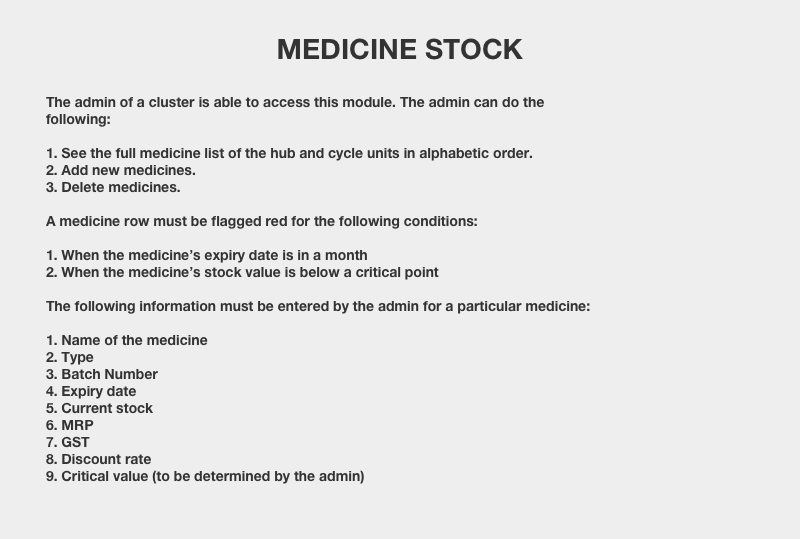 MEDICINE STOCK
The admin of a cluster is able to access this module. The admin can do the
following:
1. See the full medicine list of the hub and cycle units in alphabetic order.
2. Add new medicines.
3. Delete medicines.
A medicine row must be flagged red for the following conditions:
1. When the medicine’s expiry date is in a month
2. When the medicine’s stock value is below a critical point
The following information must be entered by the admin for a particular medicine:
1. Name of the medicine
2. Type
3. Batch Number
4. Expiry date
5. Current stock
6. MRP
7. GST
8. Discount rate
9. Critical value (to be determined by the admin)